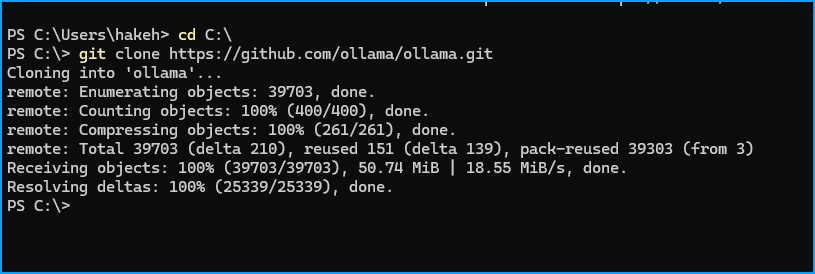 PS C:\Users\hakeh> cd C:\
PS C:\> git clone https://github.com/ollama/ollama.git
Cloning into 'ollama'...
remote: Enumerating objects: 39703, done.
remote: Counting objects: 100% (400/400), done.
remote: Compressing objects: 100% (261/261), done.
remote: Total 39703 (delta 210), reused 151 (delta 139), pack-reused 39303 (from 3)
Receiving objects: 100% (39703/39703), 50.74 MiB | 18.55 MiB/s, done.
Resolving deltas: 100% (25339/25339), done.
PS C:\>